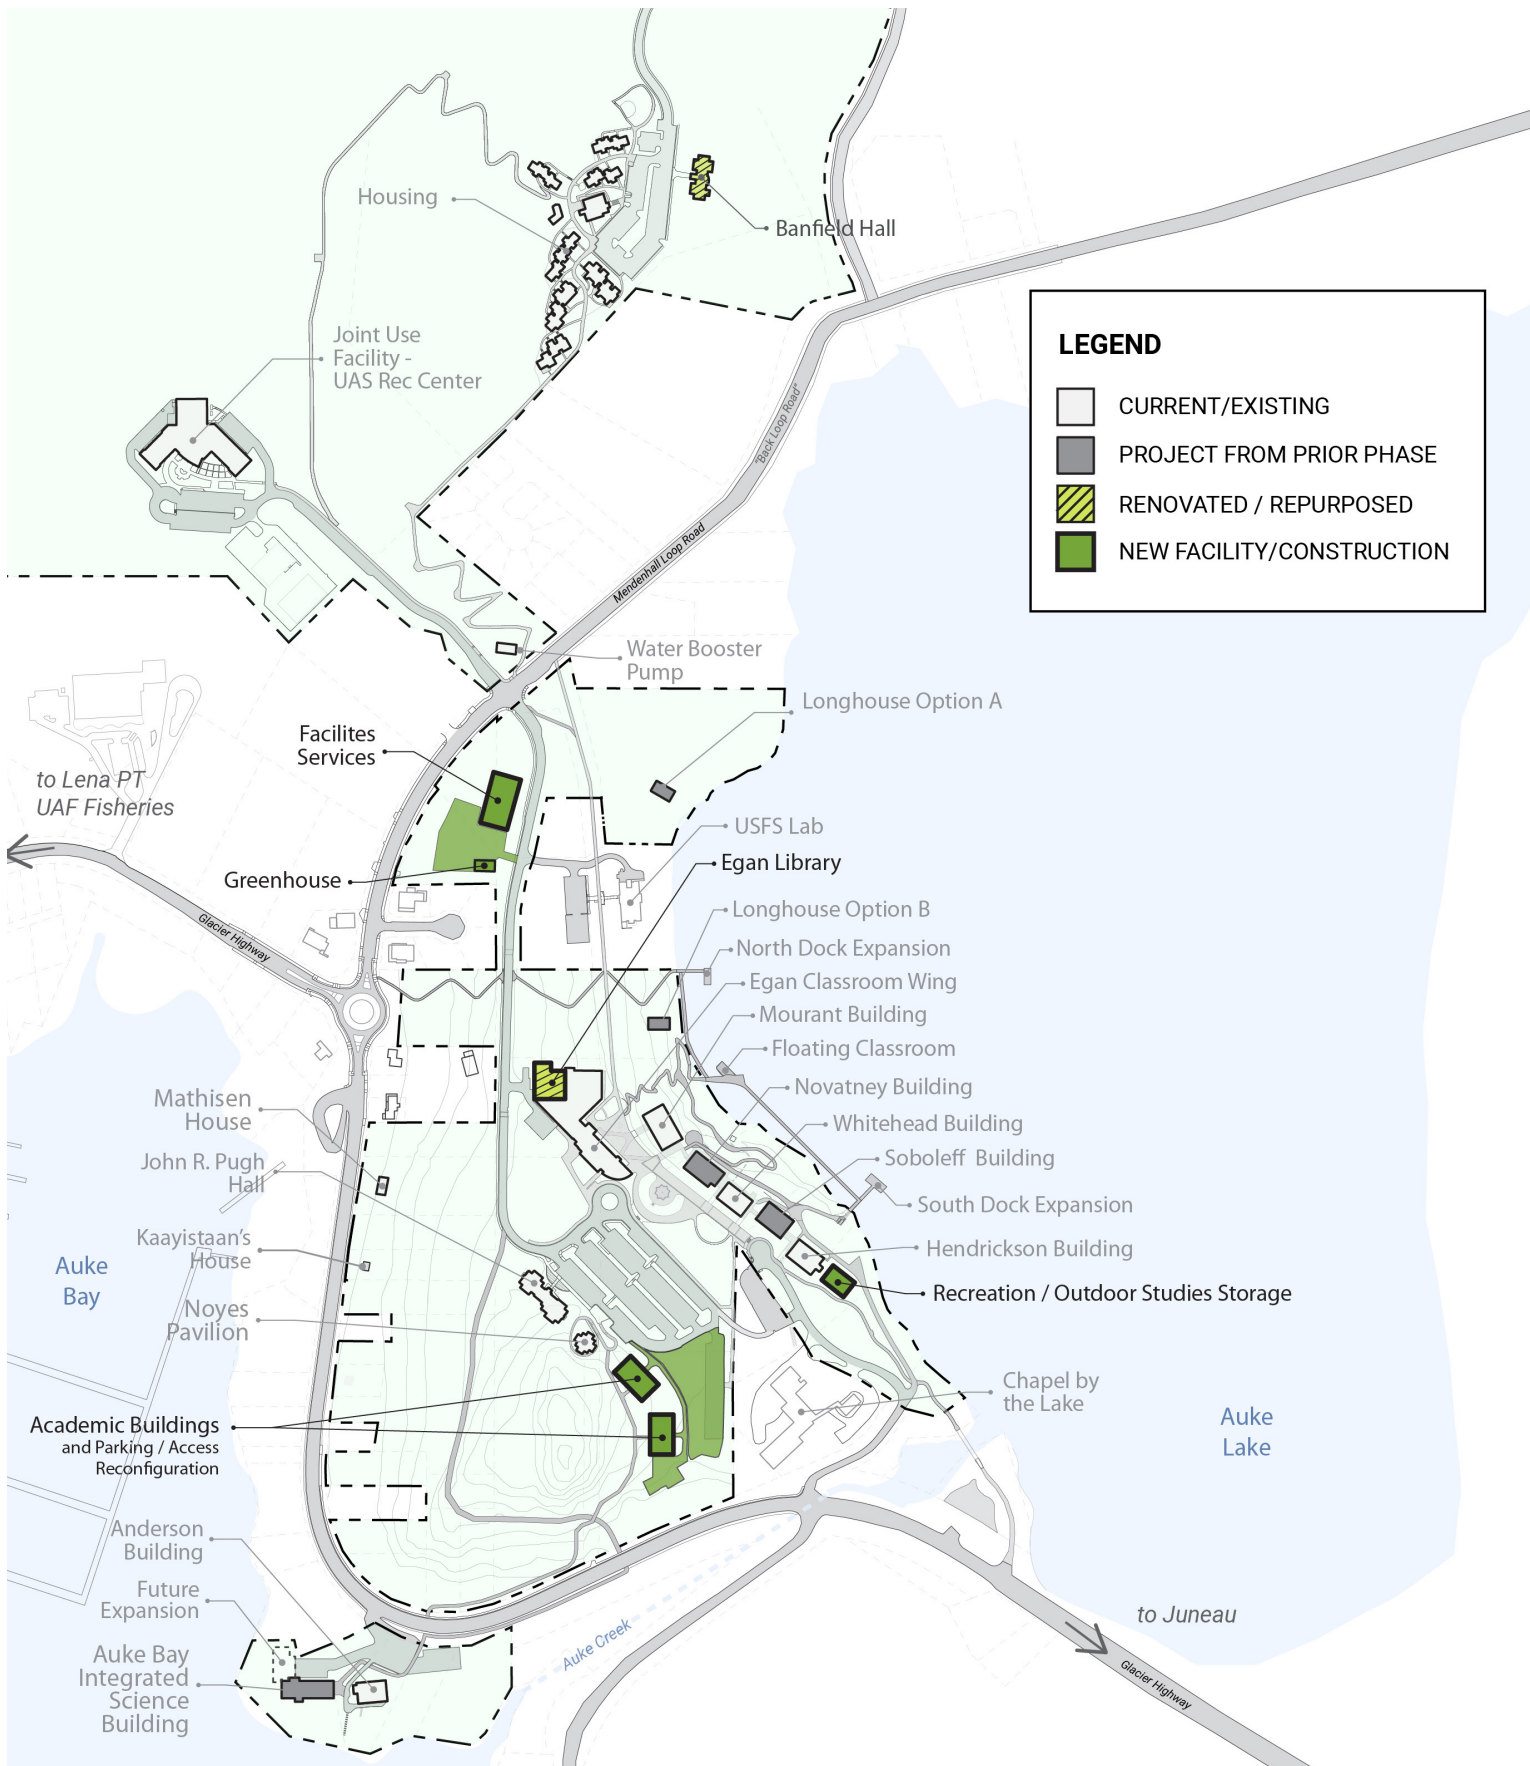 Housing
Banfield Hall
Joint Use
Facility -
UAS Rec Center
"Back Loop Road"
LEGEND
CURRENT/EXISTING
PROJECT FROM PRIOR PHASE
RENOVATED / REPURPOSED
NEW FACILITY/CONSTRUCTION
Mendenhall Loop Road
Water Booster
Pump
Longhouse Option A
Facilites
Services
to Lena PT
UAF Fisheries
USFS Lab
Egan Library
Greenhouse
Longhouse Option B
Glacier Highway
North Dock Expansion
Egan Classroom Wing
Mourant Building
Floating Classroom
Novatney Building
Mathisen
House
Whitehead Building
John R. Pugh
Hall
Soboleff Building
South Dock Expansion
Kaayistaan's
House
Hendrickson Building
Auke
Bay
Recreation / Outdoor Studies Storage
Noyes
Pavilion
Chapel by
the Lake
Academic Buildings
and Parking / Access
Reconfiguration
Auke
Lake
Anderson
Building
Future
Expansion
to Juneau
Auke Creek
Auke Bay
Integrated
Science
Building
Glacier Highway